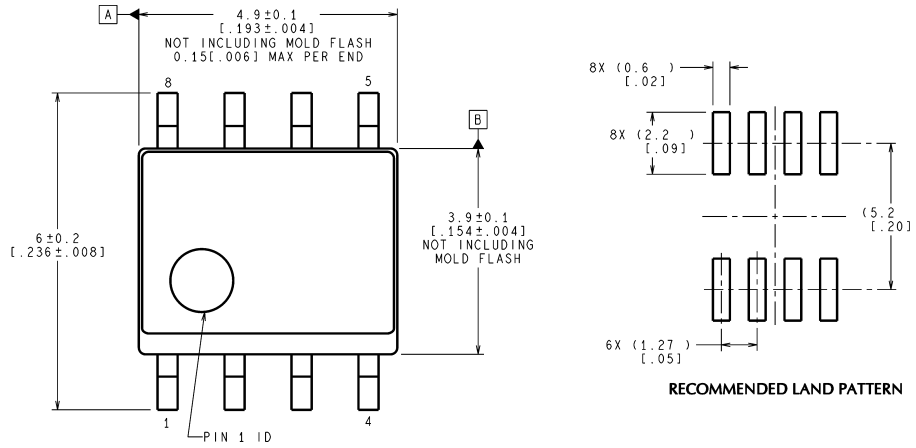 A
4.9±0.1
[.193±.004]
NOT INCLUDING MOLD FLASH
0.15[.006] MAX PER END
8
5
B
6±0.2
[.236±.008]
3.9±0.1
[.154±.004]
NOT INCLUDING
MOLD FLASH
1
4
PIN 1 ID
8X (0.6 )
[.02]
8X (2.2 )
[.09]
(5.2
[.20]
6X (1.27 )
[.05]
RECOMMENDED LAND PATTERN